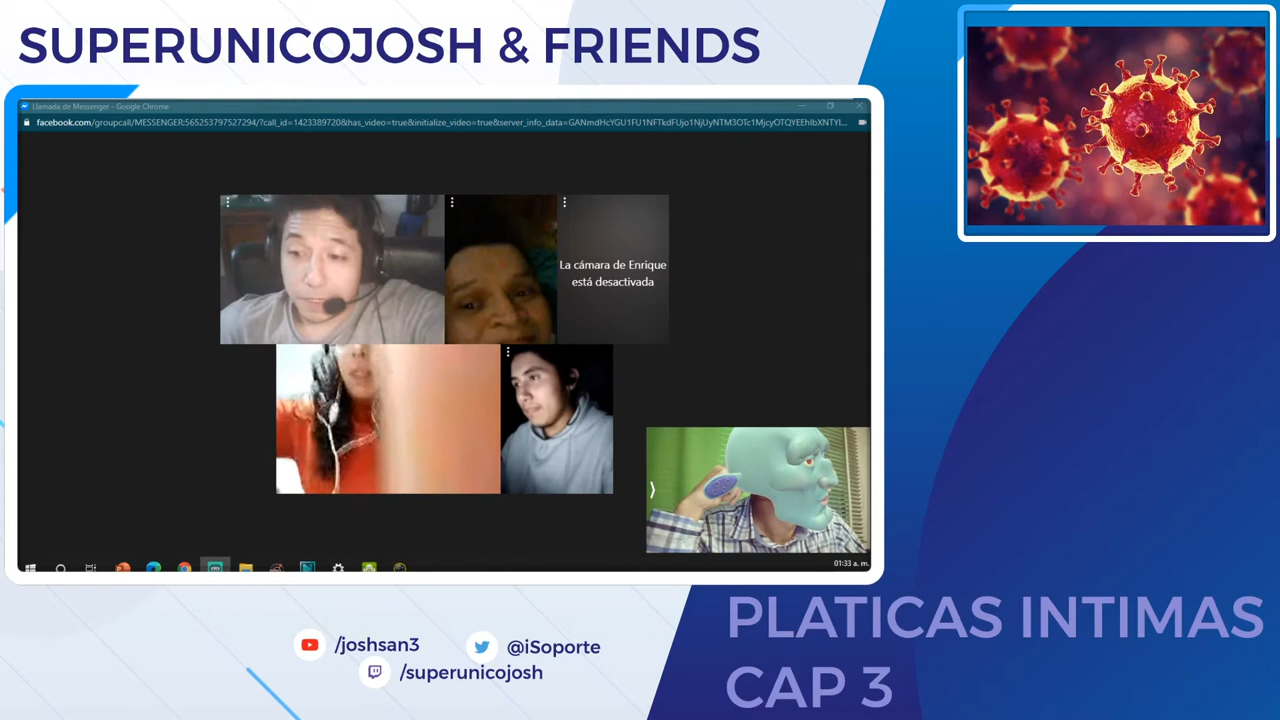 SUPERUNICOJOSH & FRIENDS
Llamada de Messenger - Google Chrome
La cámara de Enrique
está desactivada
01:33 a. m.
/joshsan3
@iSoporte
/superunicojosh
PLATICAS INTIMAS
CAP 3